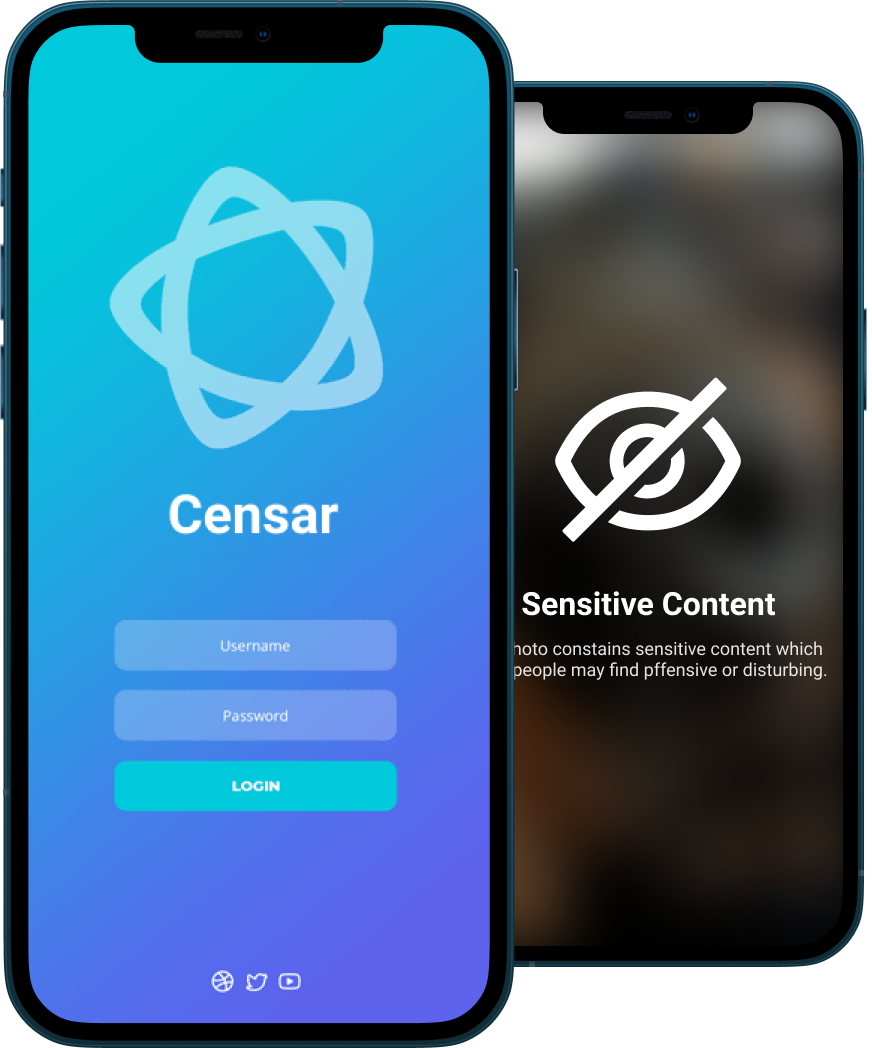 Censar
Username
Password
LOGIN
Sensitive Content
hoto constains sensitive content which
people may find pffensive or disturbing.